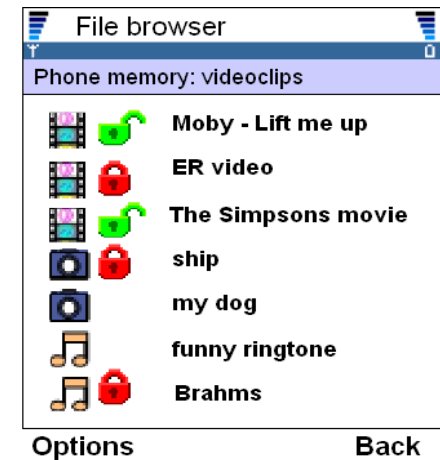 File browser
Phone memory: videoclips
Moby - Lift me up
ER video
The Simpsons movie
ship
my dog
funny ringtone
Brahms
Options Back